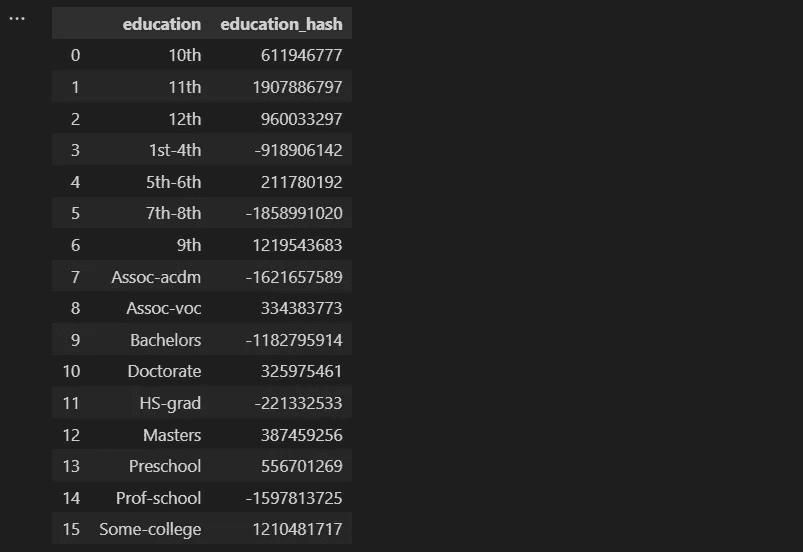 ...
education education_hash
0 10th 611946777
1 11th 1907886797
2 12th 960033297
3 1st-4th -918906142
4 5th-6th 211780192
5 7th-8th -1858991020
6 9th 1219543683
7 Assoc-acdm -1621657589
8 Assoc-voc 334383773
9 Bachelors -1182795914
10 Doctorate 325975461
11 HS-grad -221332533
12 Masters 387459256
13 Preschool 556701269
14 Prof-school -1597813725
15 Some-college 1210481717